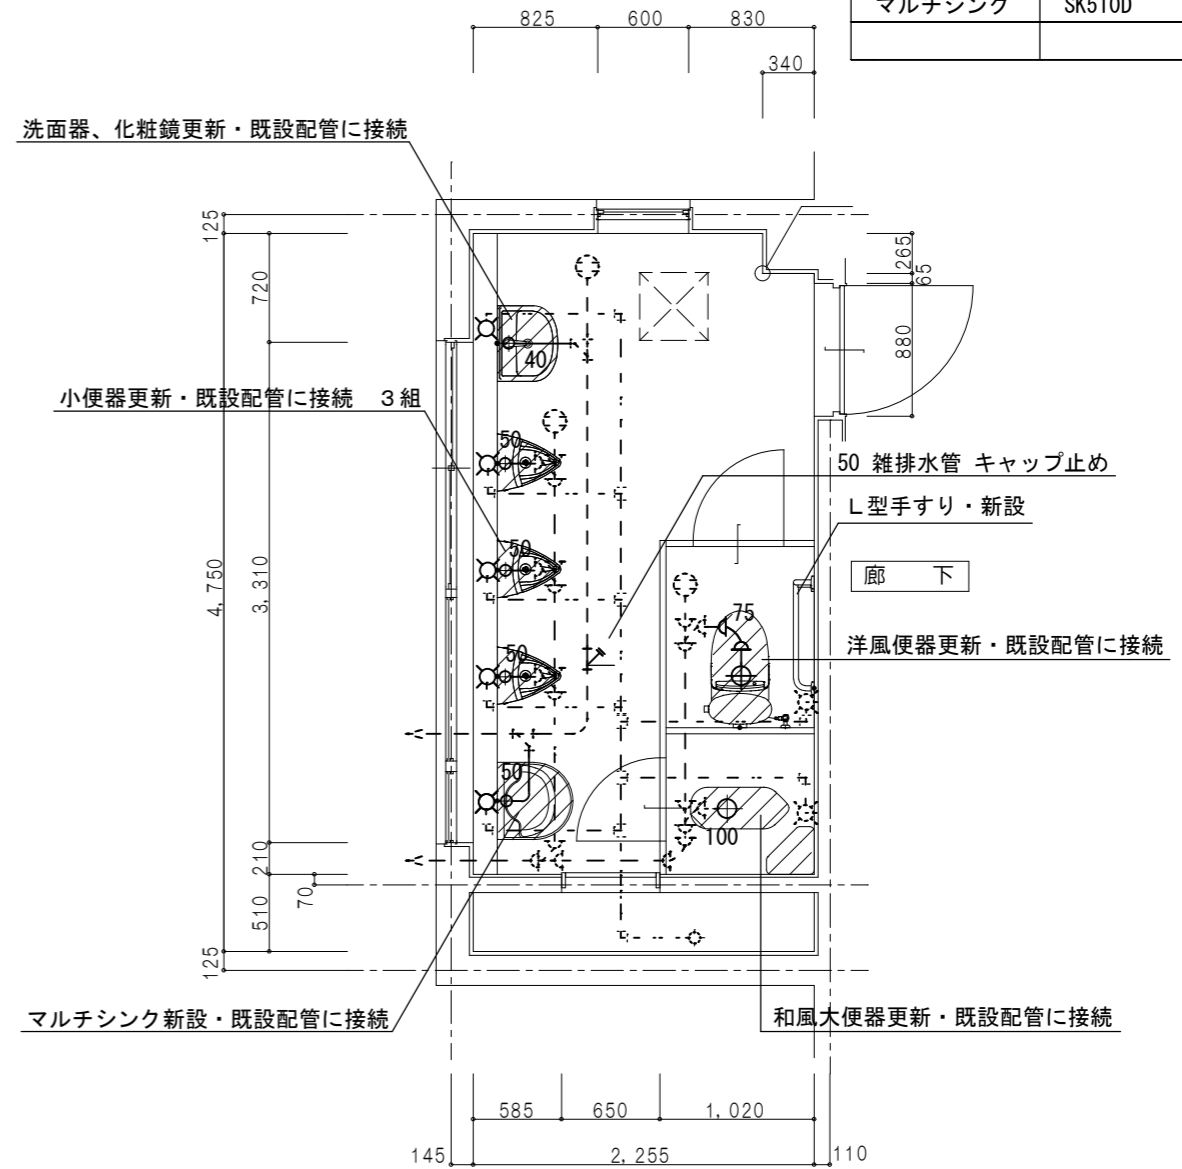 マルチシンク SK510D
825 600 830
340
洗面器、化粧鏡更新・既設配管に接続
125
265
65
720
880
40
小便器更新・既設配管に接続 3組
50
50 雑排水管 キャップ止め
L型手すり・新設
50
廊 下
4,750
3,310
75
洋風便器更新・既設配管に接続
50
50
100
210
70
510
125
マルチシンク新設・既設配管に接続
和風大便器更新・既設配管に接続
585 650 1,020
145 2,255 110